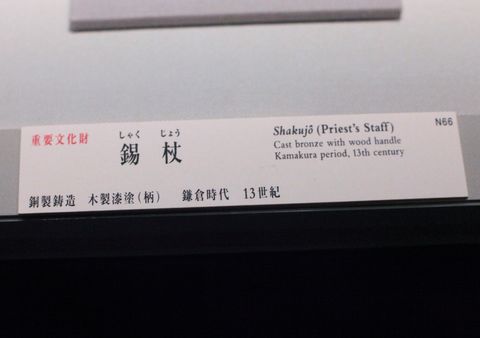 重要文化財
しゃく じょう
錫 杖
銅製鋳造 木製漆塗(柄) 鎌倉時代 13世紀
Shakujô (Priest's Staff)
Cast bronze with wood handle
Kamakura period, 13th century
N66